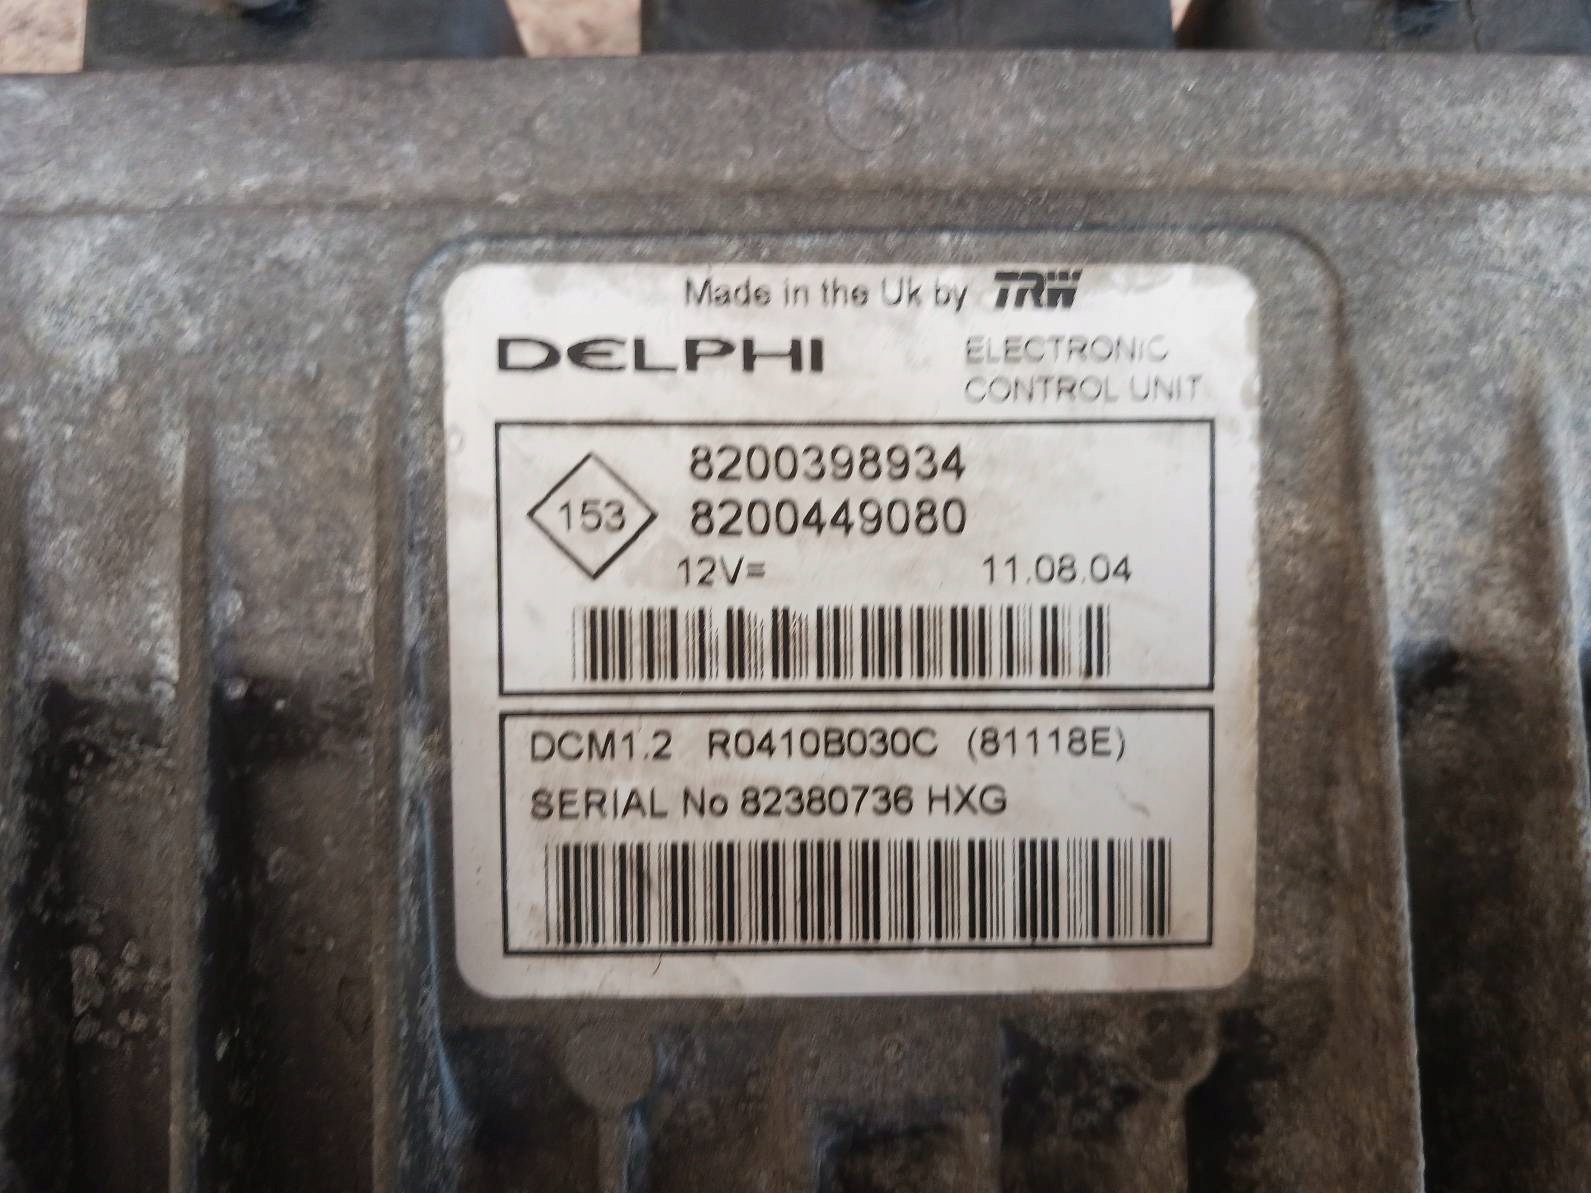 Made in the Uk by TRW
DELPHI
ELECTRONIC
CONTROL UNIT
153
8200398934
8200449080
12V= 11.08.04
DCM1.2 R0410B030C (81118E)
SERIAL No 82380736 HXG